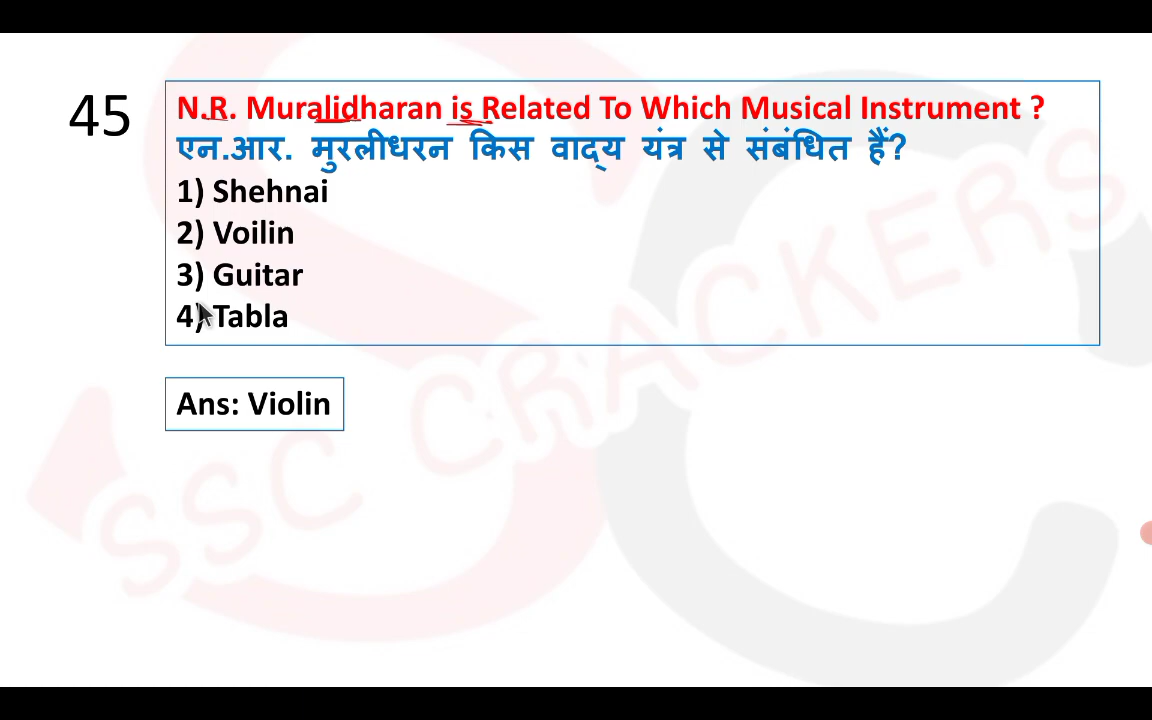 45
N.R. Muralidharan is Related To Which Musical Instrument ?
एन.आर. मुरलीधरन किस वाद्य यंत्र से संबंधित हैं?
1) Shehnai
2) Voilin
3) Guitar
4) Tabla
Ans: Violin
SSC CRACKERS